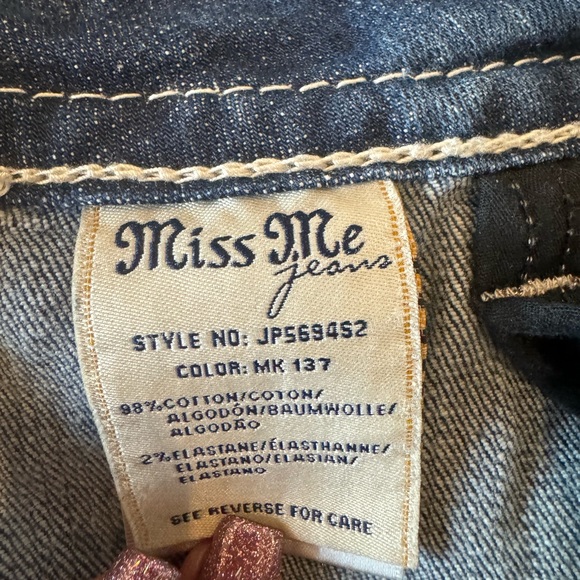 Miss Me
jeans
STYLE NO: JP5694S2
COLOR: MK 137
98% COTTON/COTON/
ALGODÓN/BAUMWOLLE/
ALGODÃO
2% ELASTANE/ÉLASTHANNE/
ELASTANO/ELASIAN/
ELASTANO
SEE REVERSE FOR CARE